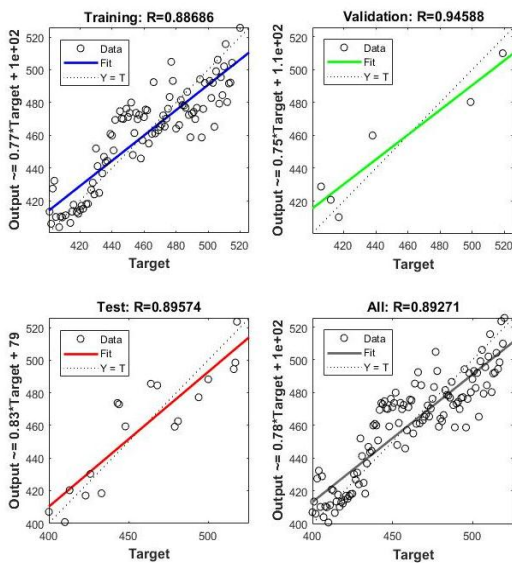 Training: R=0.88686
Output ~= 0.77*Target + 1e+02
520
500
480
460
440
420
400
Data
Fit
Y = T
420 440 460 480 500 520
Target
Validation: R=0.94588
Output ~= 0.75*Target + 1.1e+02
520
500
480
460
440
420
Data
Fit
Y = T
420 440 460 480 500 520
Target
Test: R=0.89574
Output ~= 0.83*Target + 79
520
500
480
460
440
420
400
Data
Fit
Y = T
400 450 500
Target
All: R=0.89271
Output ~= 0.78*Target + 1e+02
520
500
480
460
440
420
400
Data
Fit
Y = T
400 450 500
Target